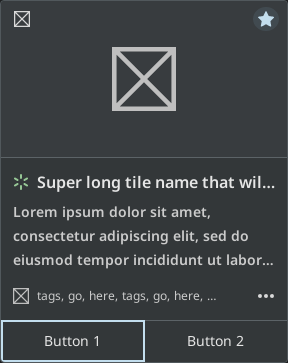 Super long tile name that wil...
Lorem ipsum dolor sit amet,
consectetur adipiscing elit, sed do
eiusmod tempor incididunt ut labor...
tags, go, here, tags, go, here, ...
Button 1
Button 2